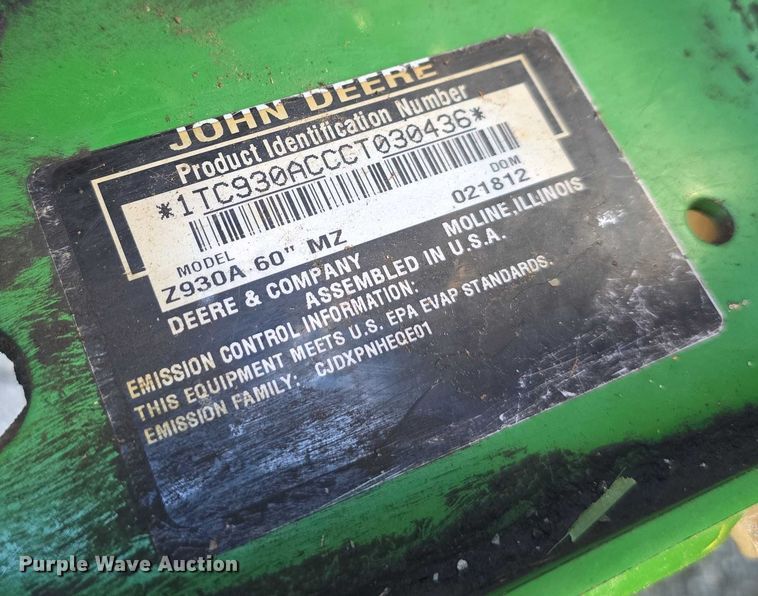 JOHN DEERE
Product Identification Number
*1TC930ACCCT030436*
MODEL DOM
Z930A 60" MZ 021812
DEERE & COMPANY MOLINE, ILLINOIS
ASSEMBLED IN U.S.A.
EMISSION CONTROL INFORMATION:
THIS EQUIPMENT MEETS U.S. EPA EVAP STANDARDS.
EMISSION FAMILY: CJDXPNHEQE01
Purple Wave Auction®